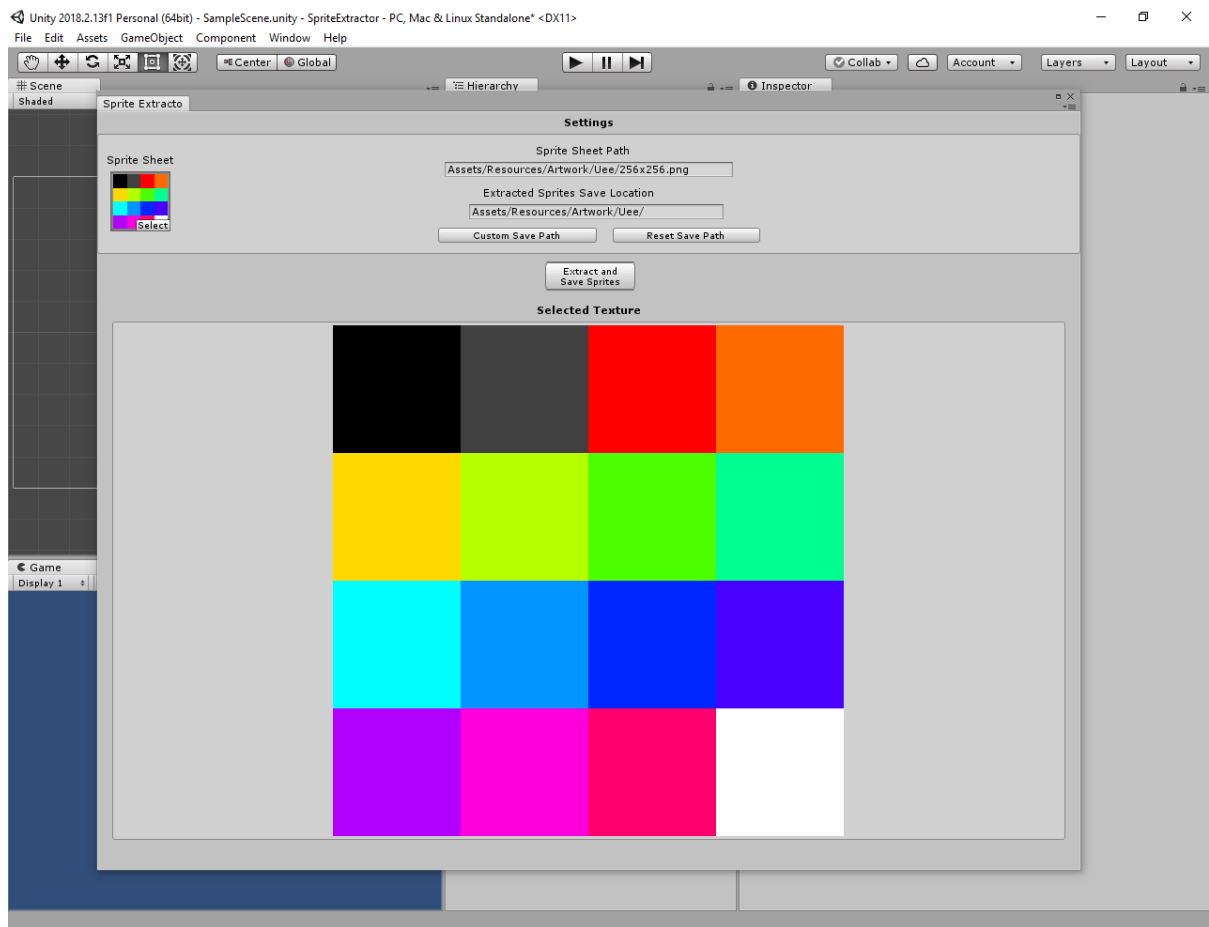 Unity 2018.2.13f1 Personal (64bit) - SampleScene.unity - SpriteExtractor - PC, Mac & Linux Standalone* <DX11>
File Edit Assets GameObject Component Window Help
Center Global Collab Account Layers Layout
Scene Hierarchy Inspector
Shaded
Sprite Extracto
Settings
Sprite Sheet Path
Sprite Sheet
Assets/Resources/Artwork/Uee/256x256.png
Extracted Sprites Save Location
Assets/Resources/Artwork/Uee/
Select
Custom Save Path Reset Save Path
Extract and
Save Sprites
Selected Texture
Game
Display 1